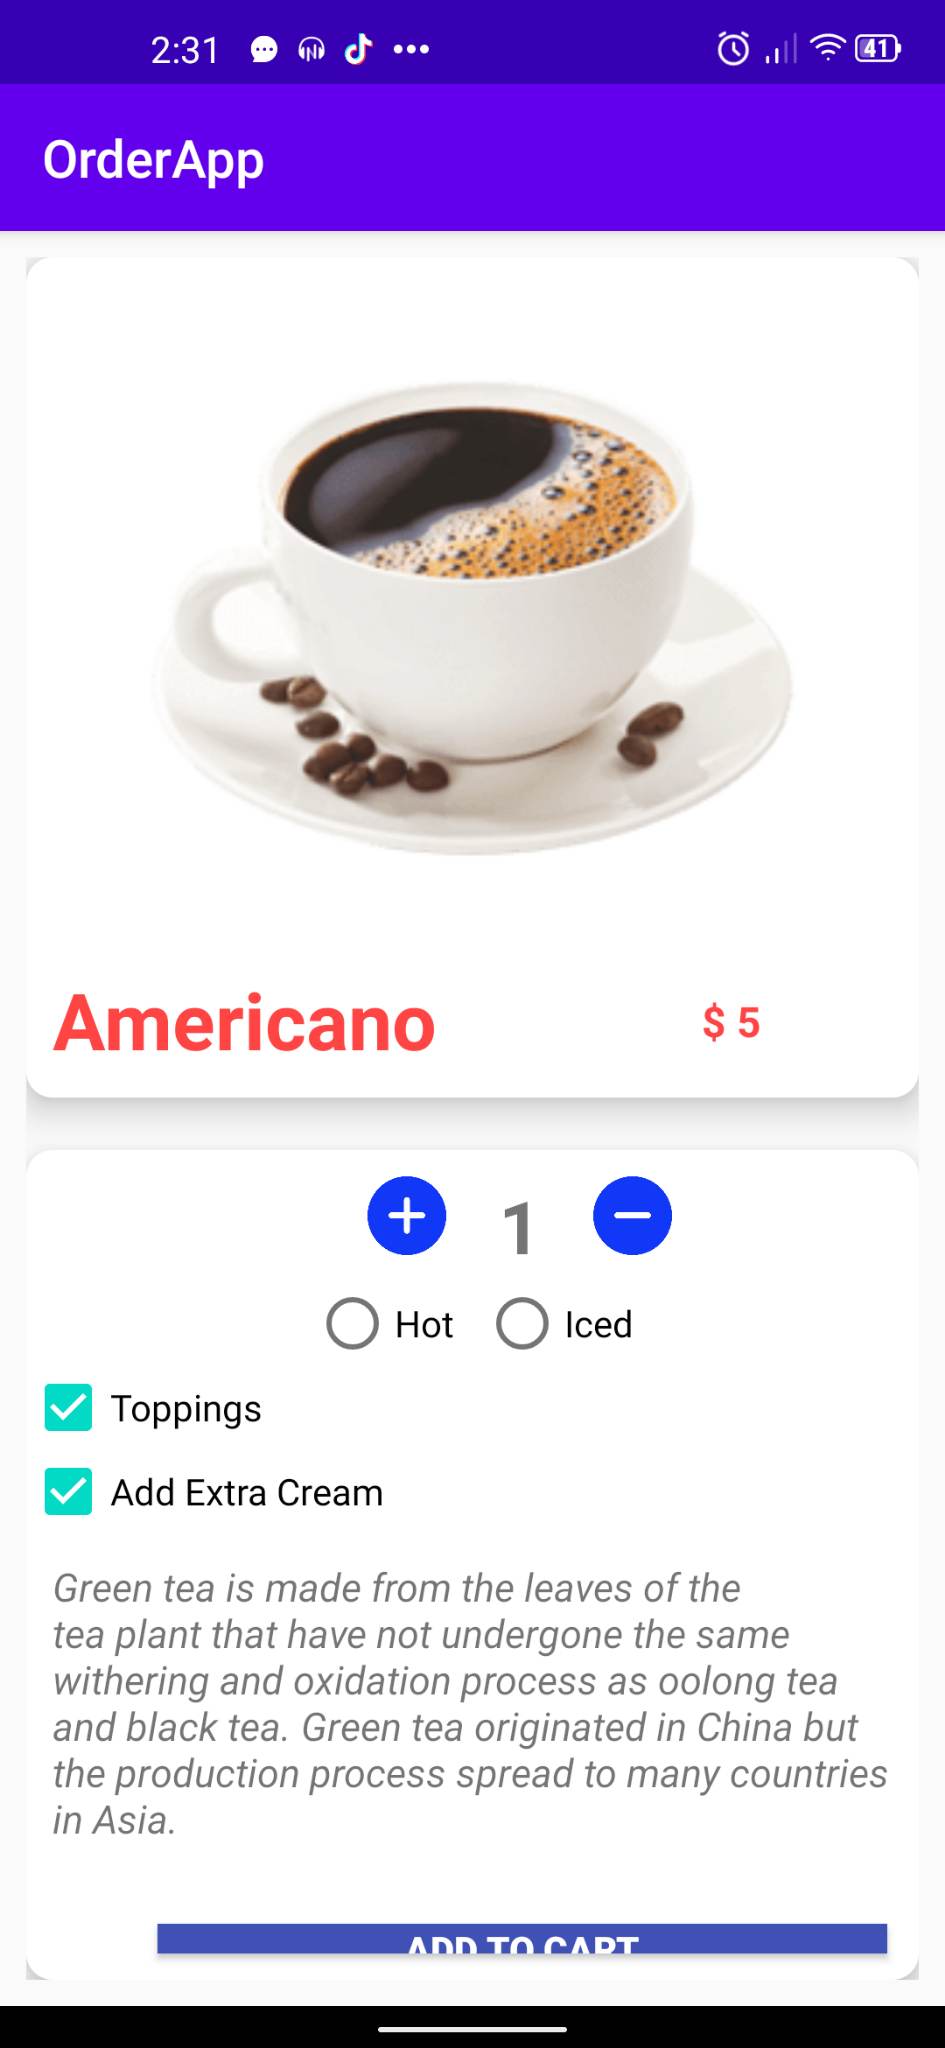 2:31
41
OrderApp
Americano
$ 5
1
Hot
Iced
Toppings
Add Extra Cream
Green tea is made from the leaves of the
tea plant that have not undergone the same
withering and oxidation process as oolong tea
and black tea. Green tea originated in China but
the production process spread to many countries
in Asia.
ADD TO CART